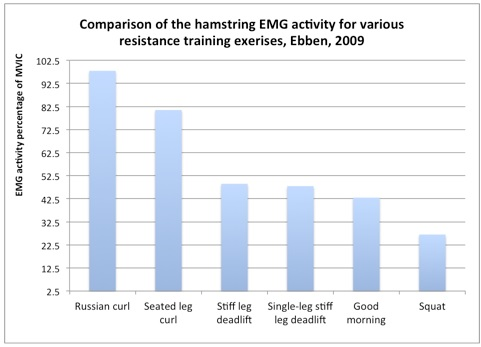 Comparison of the hamstring EMG activity for various
resistance training exerises, Ebben, 2009
EMG activity percentage of MVIC
102.5
92.5
82.5
72.5
62.5
52.5
42.5
32.5
22.5
12.5
2.5
Russian curl
Seated leg
curl
Stiff leg
deadlift
Single-leg stiff
leg deadlift
Good
morning
Squat